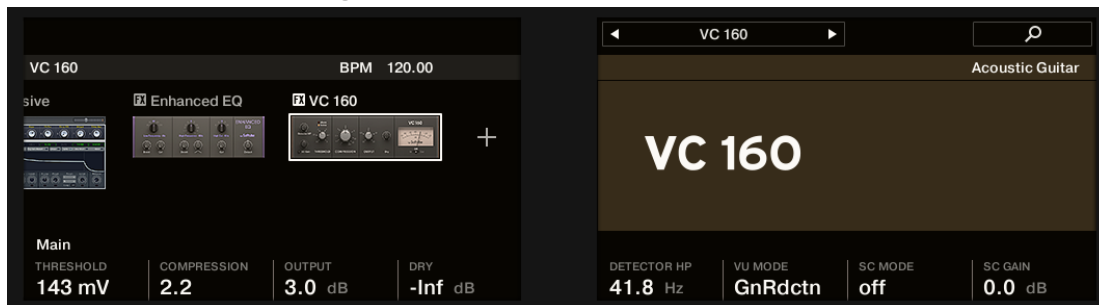 VC 160 BPM 120.00
sive FX Enhanced EQ FX VC 160
Main
THRESHOLD COMPRESSION OUTPUT DRY
143 mV 2.2 3.0 dB -Inf dB
VC 160
Acoustic Guitar
VC 160
DETECTOR HP VU MODE SC MODE SC GAIN
41.8 Hz GnRdctn off 0.0 dB